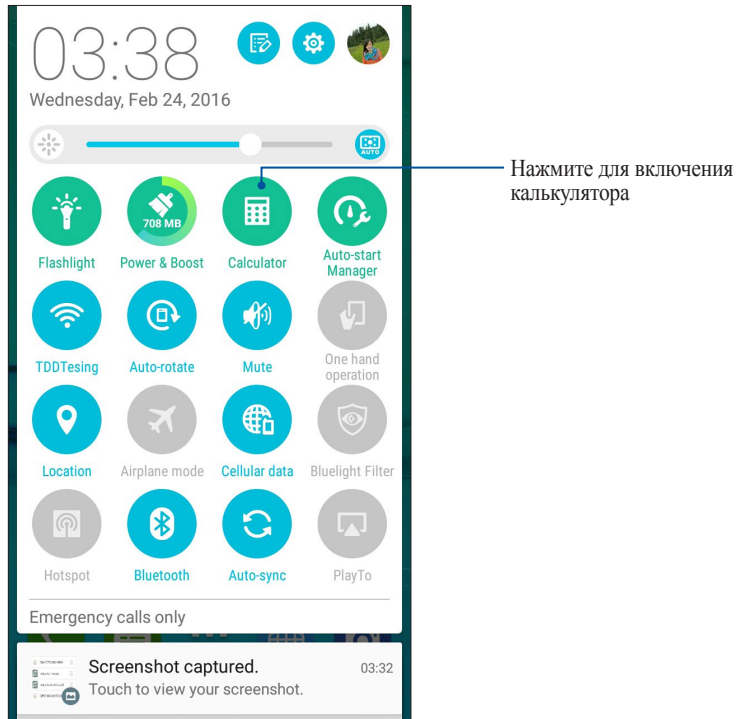 03:38
Wednesday, Feb 24, 2016
AUTO
Нажмите для включения
калькулятора
708 MB
Flashlight
Power & Boost
Calculator
Auto-start
Manager
TDDTesing
Auto-rotate
Mute
One hand
operation
Location
Airplane mode
Cellular data
Bluelight Filter
Hotspot
Bluetooth
Auto-sync
PlayTo
Emergency calls only
Screenshot captured.
03:32
Touch to view your screenshot.